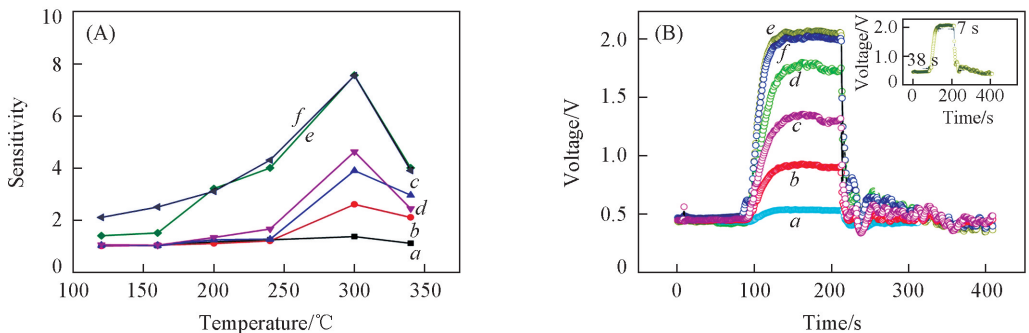 (A)
Sensitivity
10
8
6
4
2
0
f
e
c
d
b
a
100 150 200 250 300 350
Temperature/℃
(B)
Voltage/V
2.0
1.5
1.0
0.5
0
e
f
d
c
b
a
0 100 200 300 400
Time/s
Voltage/V
2.0
1.0
0
7 s
38 s
0 200 400
Time/s